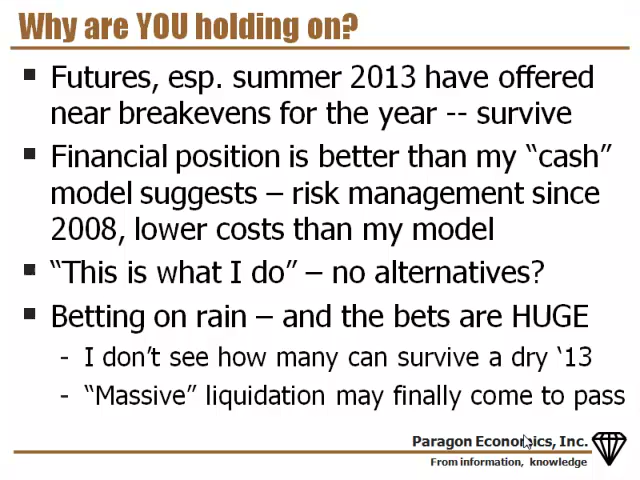 Why are YOU holding on?
▪ Futures, esp. summer 2013 have offered
near breakevens for the year -- survive
▪ Financial position is better than my “cash”
model suggests – risk management since
2008, lower costs than my model
▪ “This is what I do” – no alternatives?
▪ Betting on rain – and the bets are HUGE
- I don’t see how many can survive a dry ‘13
- “Massive” liquidation may finally come to pass
Paragon Economics, Inc.
From information, knowledge